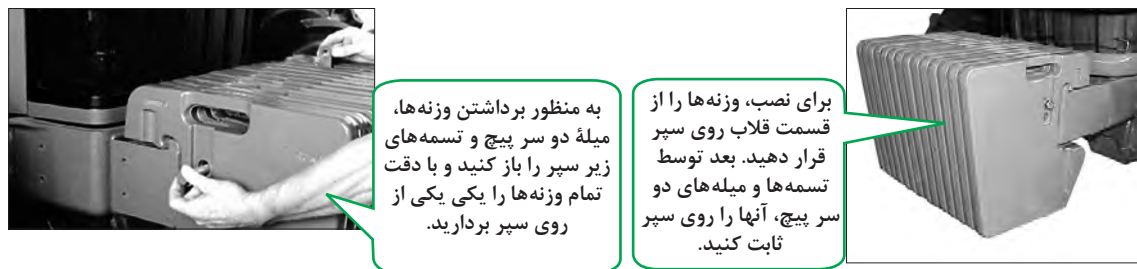 برای نصب، وزنه‌ها را از
قسمت قلاب روی سپر
قرار دهید. بعد توسط
تسمه‌ها و میله‌های دو
سر پیچ، آنها را روی سپر
ثابت کنید.
به منظور برداشتن وزنه‌ها،
میلهٔ دو سر پیچ و تسمه‌های
زیر سپر را باز کنید و با دقت
تمام وزنه‌ها را یکی یکی از
روی سپر بردارید.